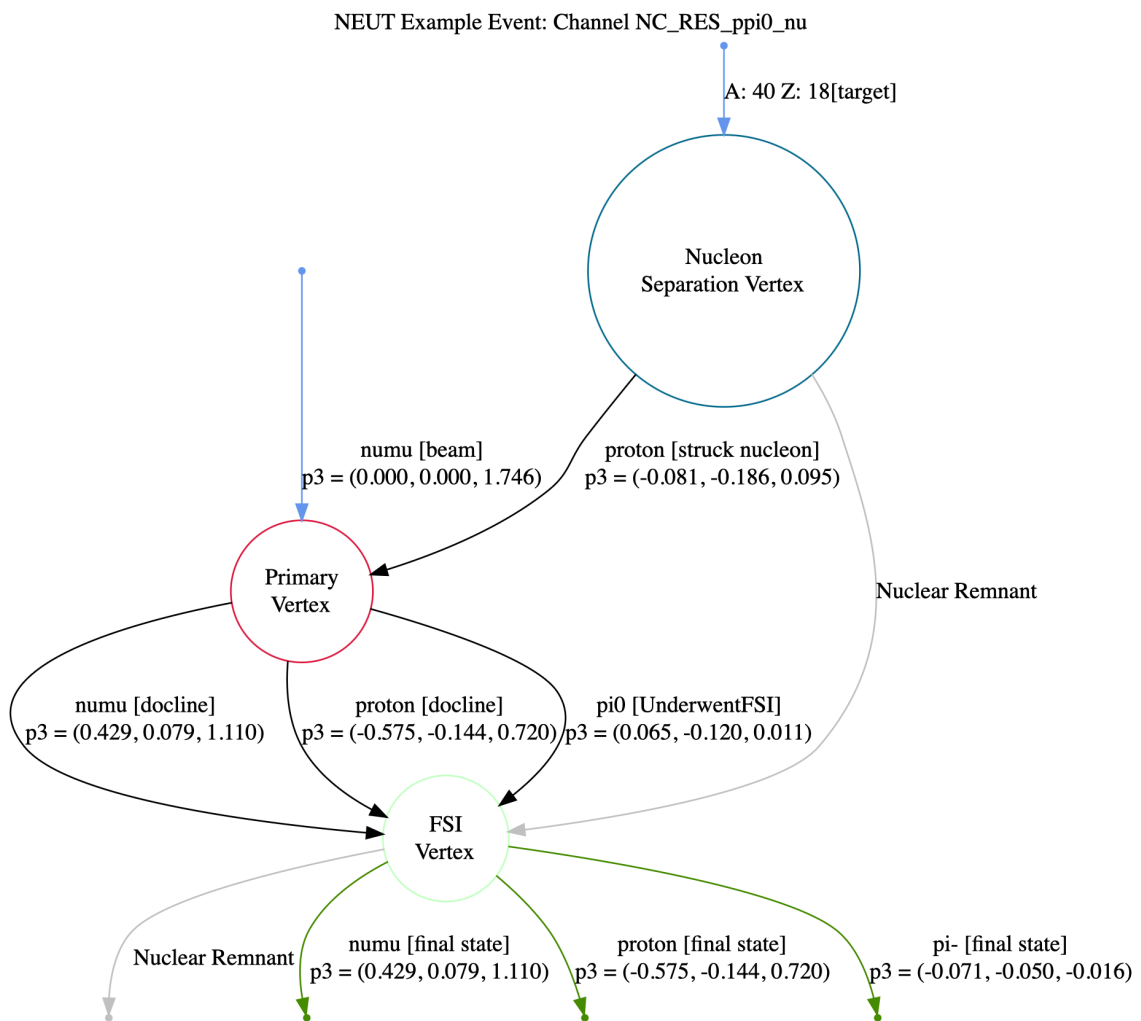 NEUT Example Event: Channel NC_RES_ppi0_nu
A: 40 Z: 18[target]
Nucleon
Separation Vertex
numu [beam]
p3 = (0.000, 0.000, 1.746)
proton [struck nucleon]
p3 = (-0.081, -0.186, 0.095)
Primary
Vertex
Nuclear Remnant
numu [docline]
p3 = (0.429, 0.079, 1.110)
proton [docline]
p3 = (-0.575, -0.144, 0.720)
pi0 [UnderwentFSI]
p3 = (0.065, -0.120, 0.011)
FSI
Vertex
Nuclear Remnant
numu [final state]
p3 = (0.429, 0.079, 1.110)
proton [final state]
p3 = (-0.575, -0.144, 0.720)
pi- [final state]
p3 = (-0.071, -0.050, -0.016)